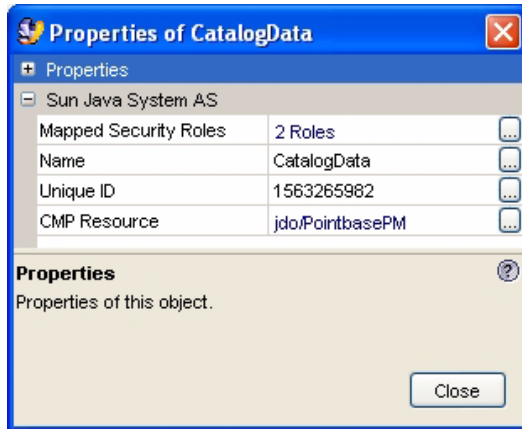 Properties of CatalogData
Properties
Sun Java System AS
Mapped Security Roles 2 Roles ...
Name CatalogData ...
Unique ID 1563265982 ...
CMP Resource jdo/PointbasePM ...
Properties
Properties of this object.
Close